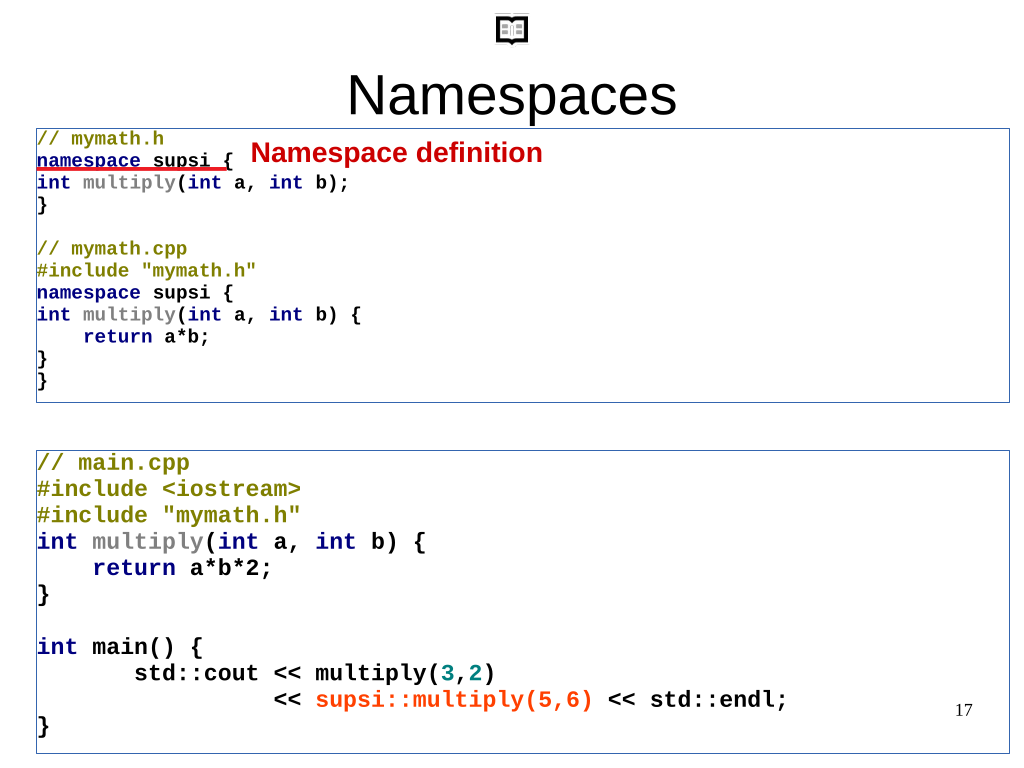 Namespaces
// mymath.h
namespace supsi { Namespace definition
int multiply(int a, int b);
}

// mymath.cpp
#include "mymath.h"
namespace supsi {
int multiply(int a, int b) {
    return a*b;
}
}

// main.cpp
#include <iostream>
#include "mymath.h"
int multiply(int a, int b) {
    return a*b*2;
}

int main() {
       std::cout << multiply(3,2)
                 << supsi::multiply(5,6) << std::endl;
}
17